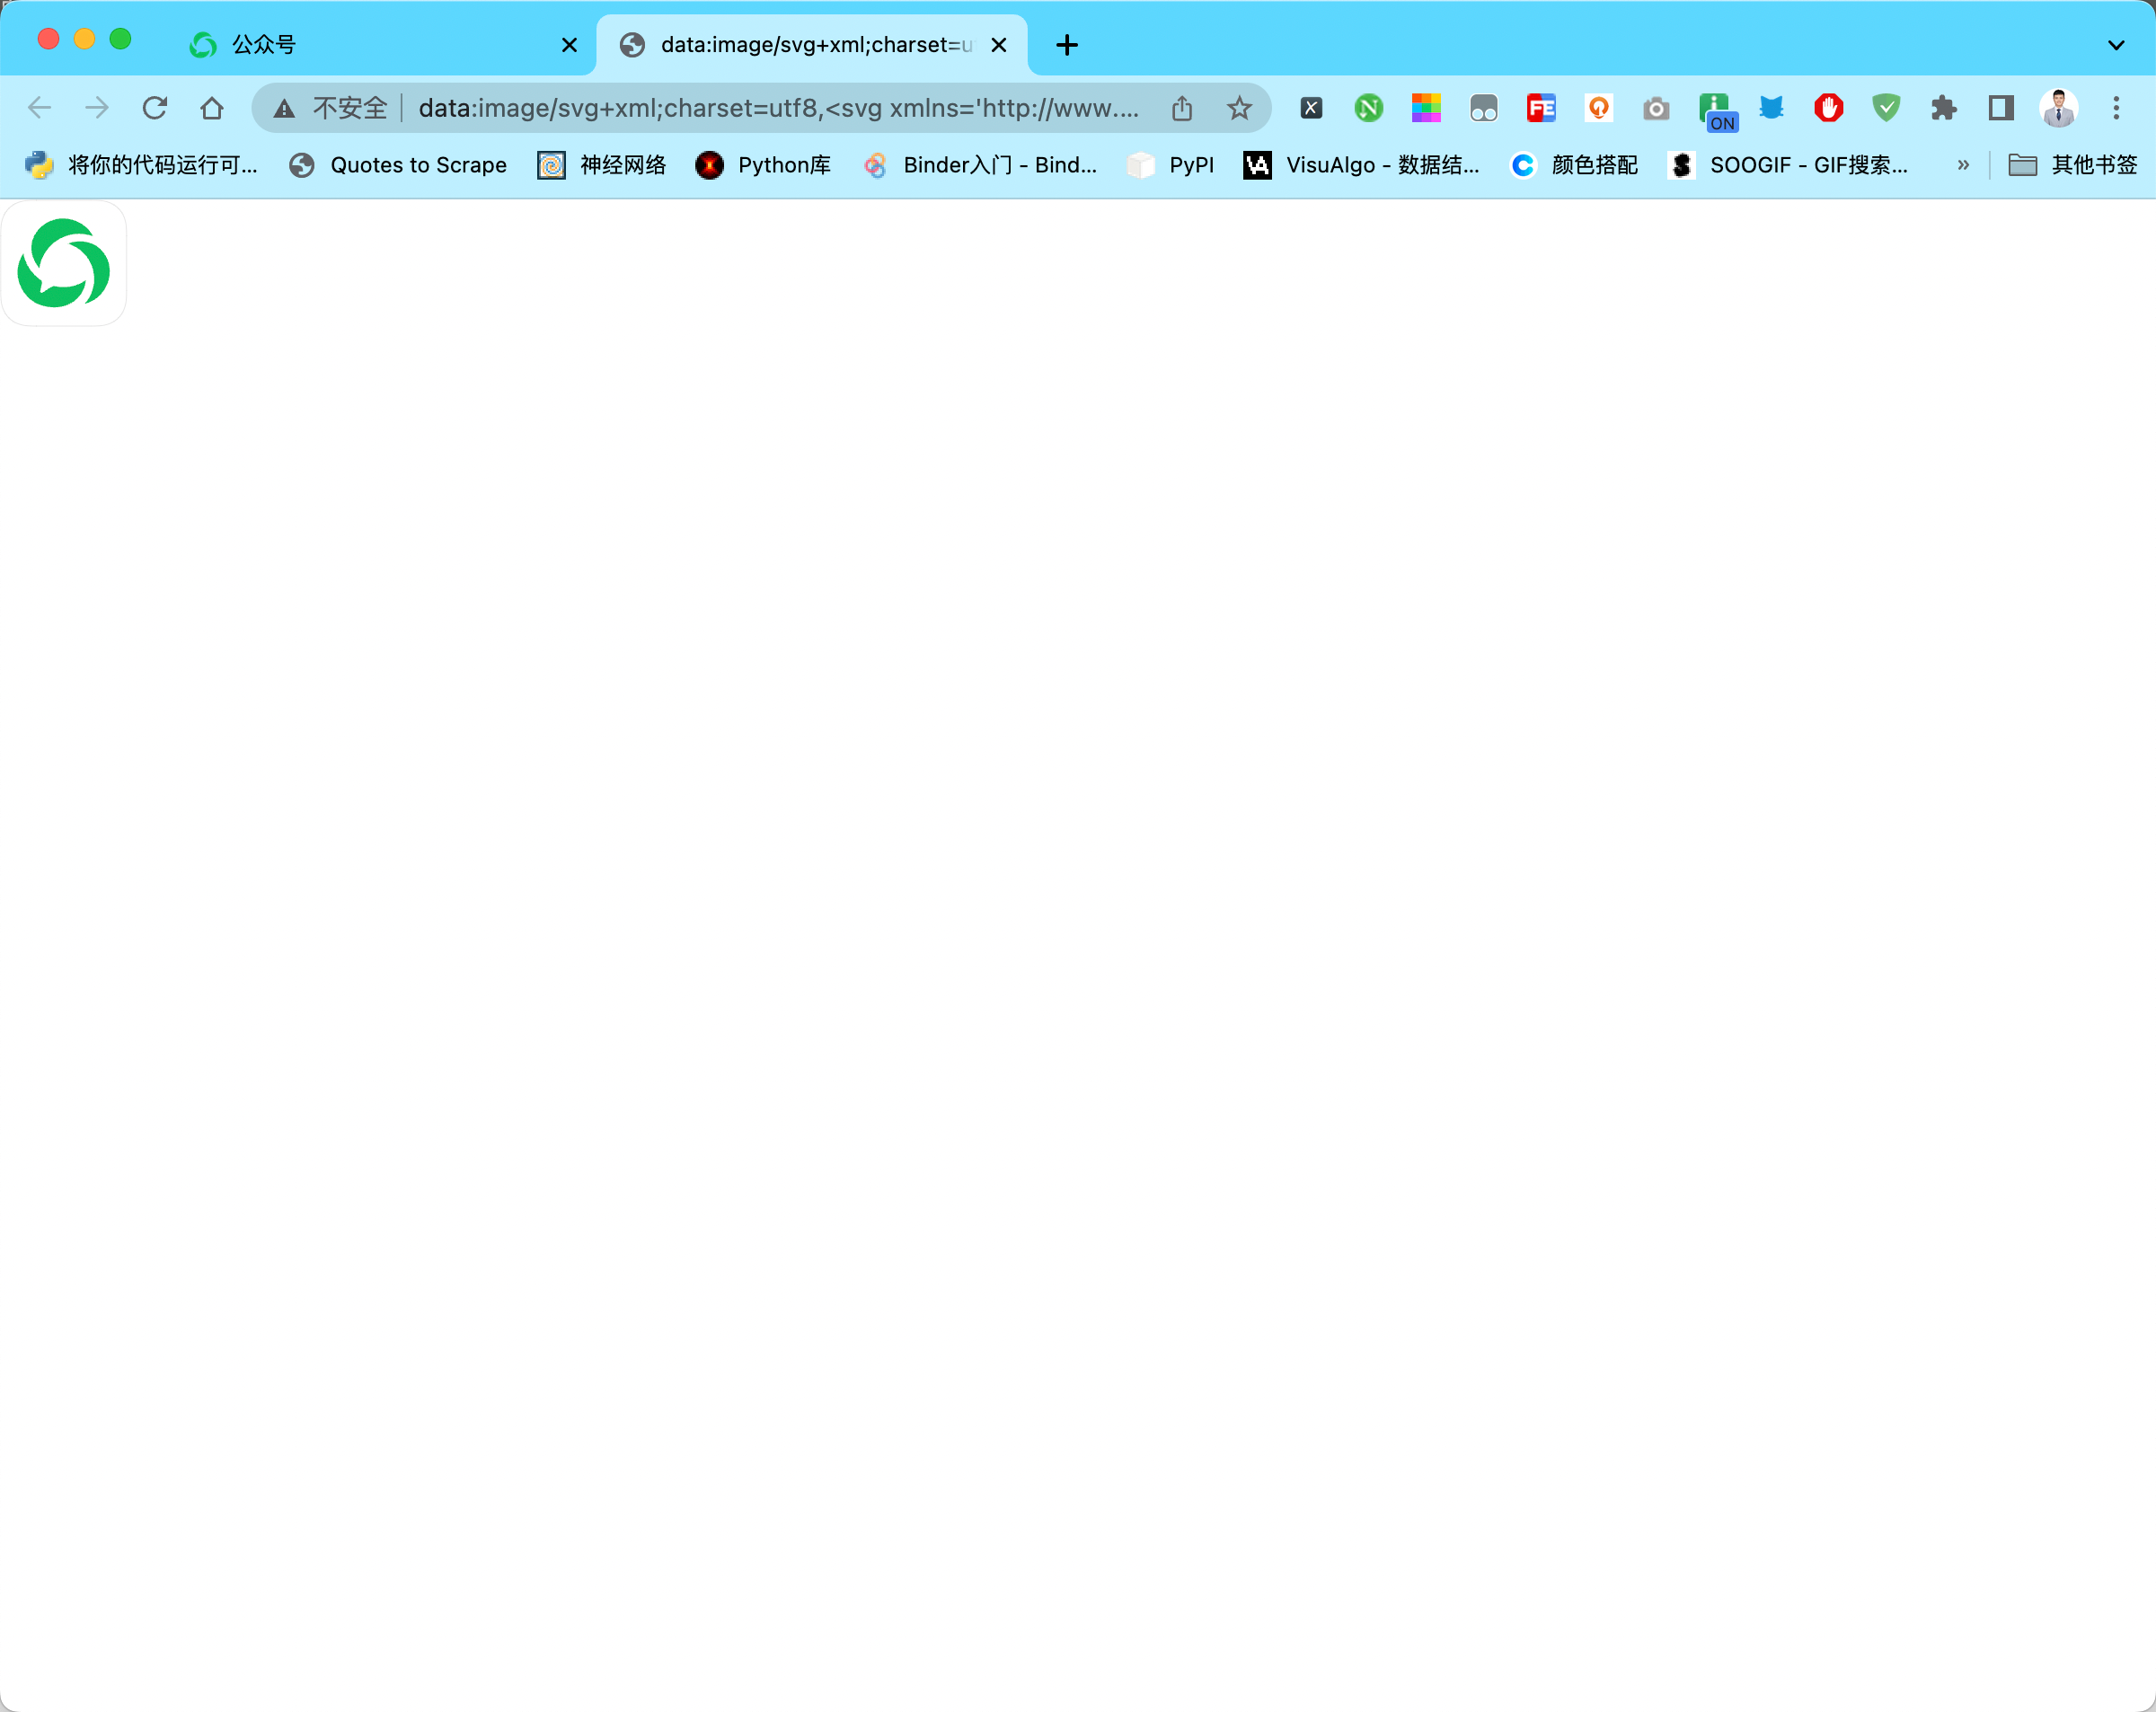 公众号
data:image/svg+xml;charset=u
不安全 data:image/svg+xml;charset=utf8,<svg xmlns='http://www.... ON
将你的代码运行可... Quotes to Scrape 神经网络 Python库 Binder入门 - Bind... PyPI VisuAlgo - 数据结... 颜色搭配 SOOGIF - GIF搜索... » 其他书签